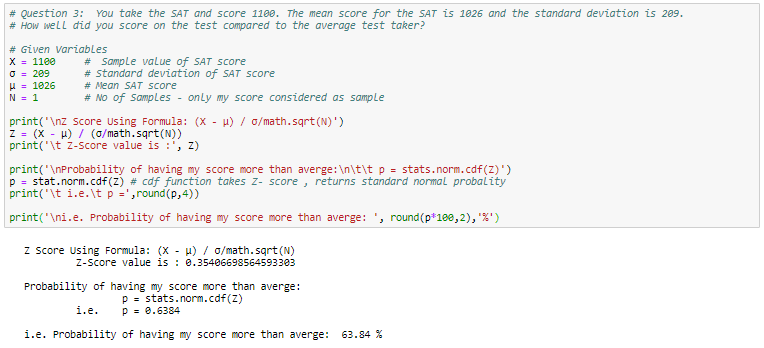 # Question 3:  You take the SAT and score 1100. The mean score for the SAT is 1026 and the standard deviation is 209.
# How well did you score on the test compared to the average test taker?
# Given Variables
X = 1100     #  Sample value of SAT score
σ = 209      # Standard deviation of SAT score
μ = 1026     # Mean SAT score
N = 1        # No of Samples - only my score considered as sample
print('\nZ Score Using Formula: (X - μ) / σ/math.sqrt(N)')
Z = (X - μ) / (σ/math.sqrt(N))
print('\t Z-Score value is :', Z)
print('\nProbability of having my score more than averge:\n\t\t p = stats.norm.cdf(Z)')
p = stat.norm.cdf(Z) # cdf function takes Z- score , returns standard normal probality
print('\t i.e.\t p =',round(p,4))
print('\ni.e. Probability of having my score more than averge: ', round(p*100,2),'%')
Z Score Using Formula: (X - μ) / σ/math.sqrt(N)
Z-Score value is : 0.35406698564593303
Probability of having my score more than averge:
p = stats.norm.cdf(Z)
i.e.    p = 0.6384
i.e. Probability of having my score more than averge:  63.84 %